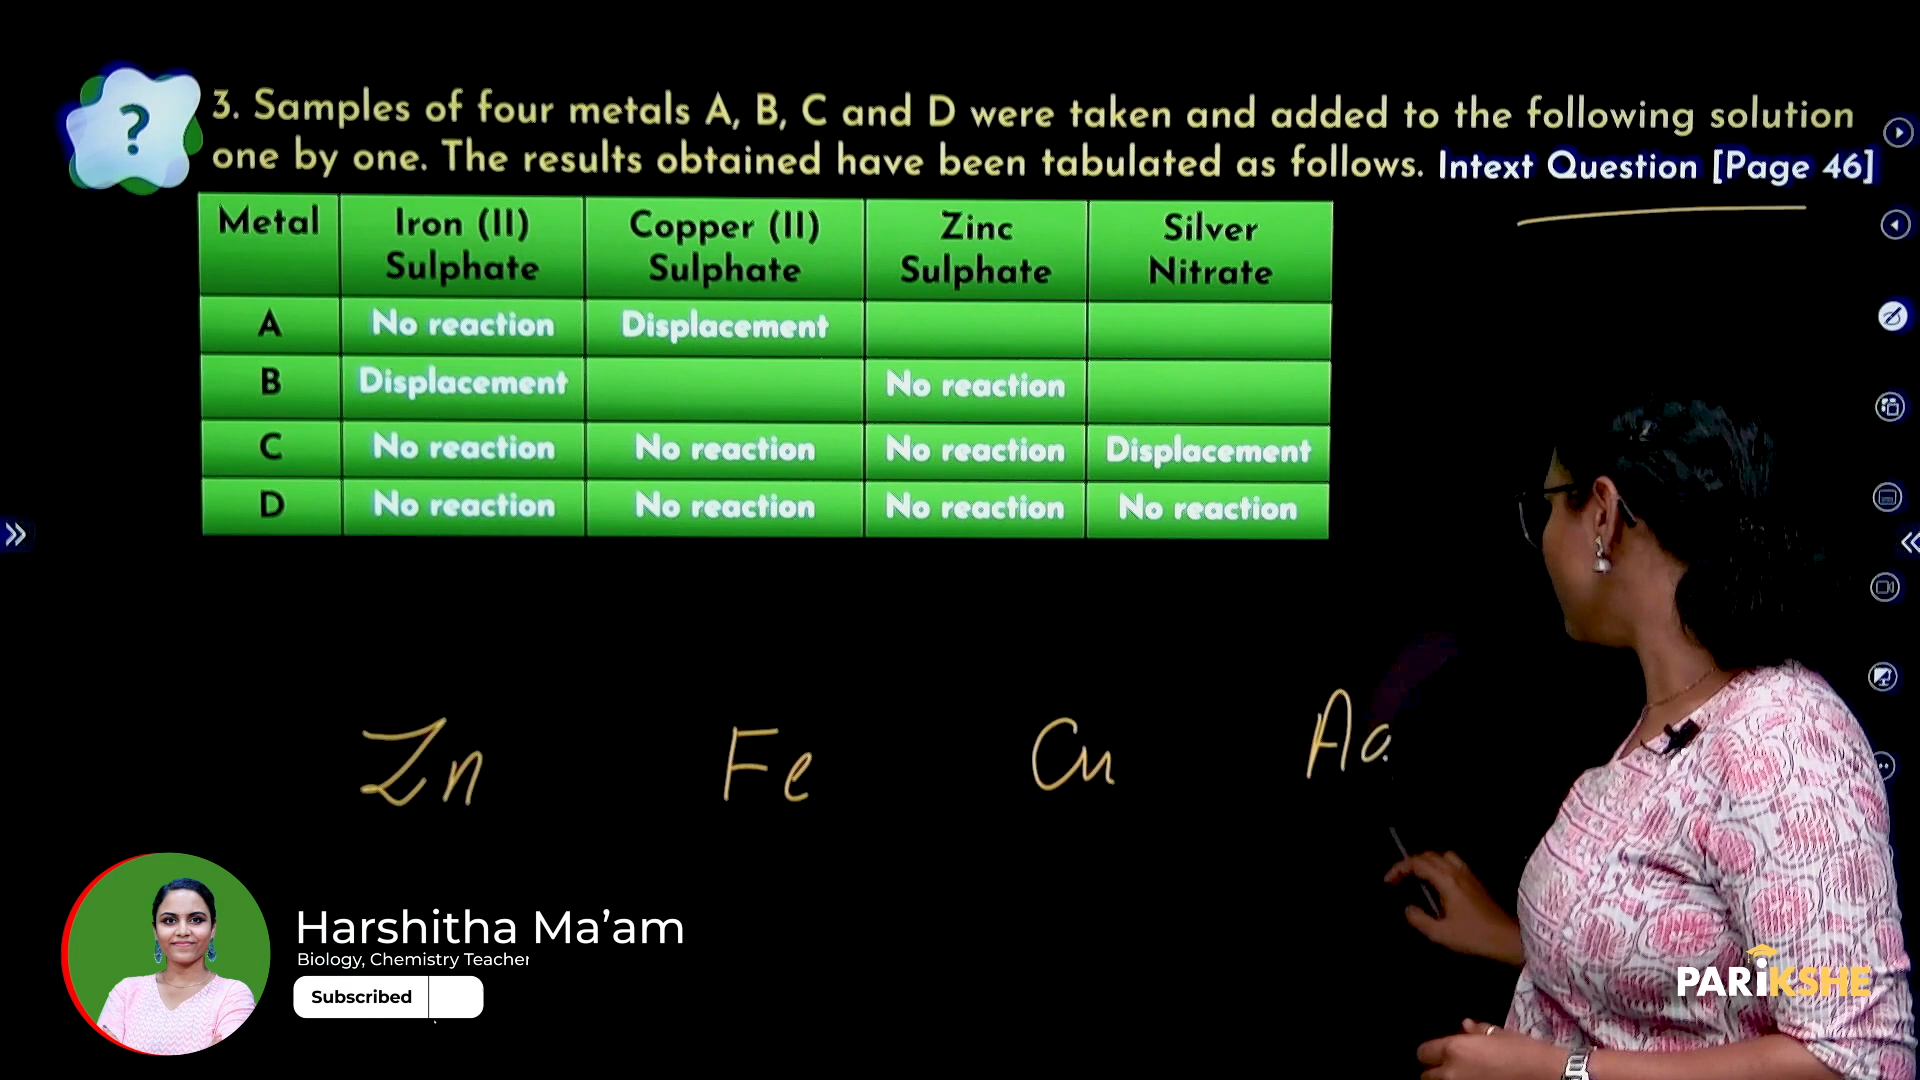 ?
3. Samples of four metals A, B, C and D were taken and added to the following solution
one by one. The results obtained have been tabulated as follows. Intext Question [Page 46]
Metal Iron (II) Sulphate Copper (II) Sulphate Zinc Sulphate Silver Nitrate
A No reaction Displacement
B Displacement No reaction
C No reaction No reaction No reaction Displacement
D No reaction No reaction No reaction No reaction
Zn Fe Cu
Harshitha Ma'am
Biology, Chemistry Teacher
Subscribed
PARIKSHE